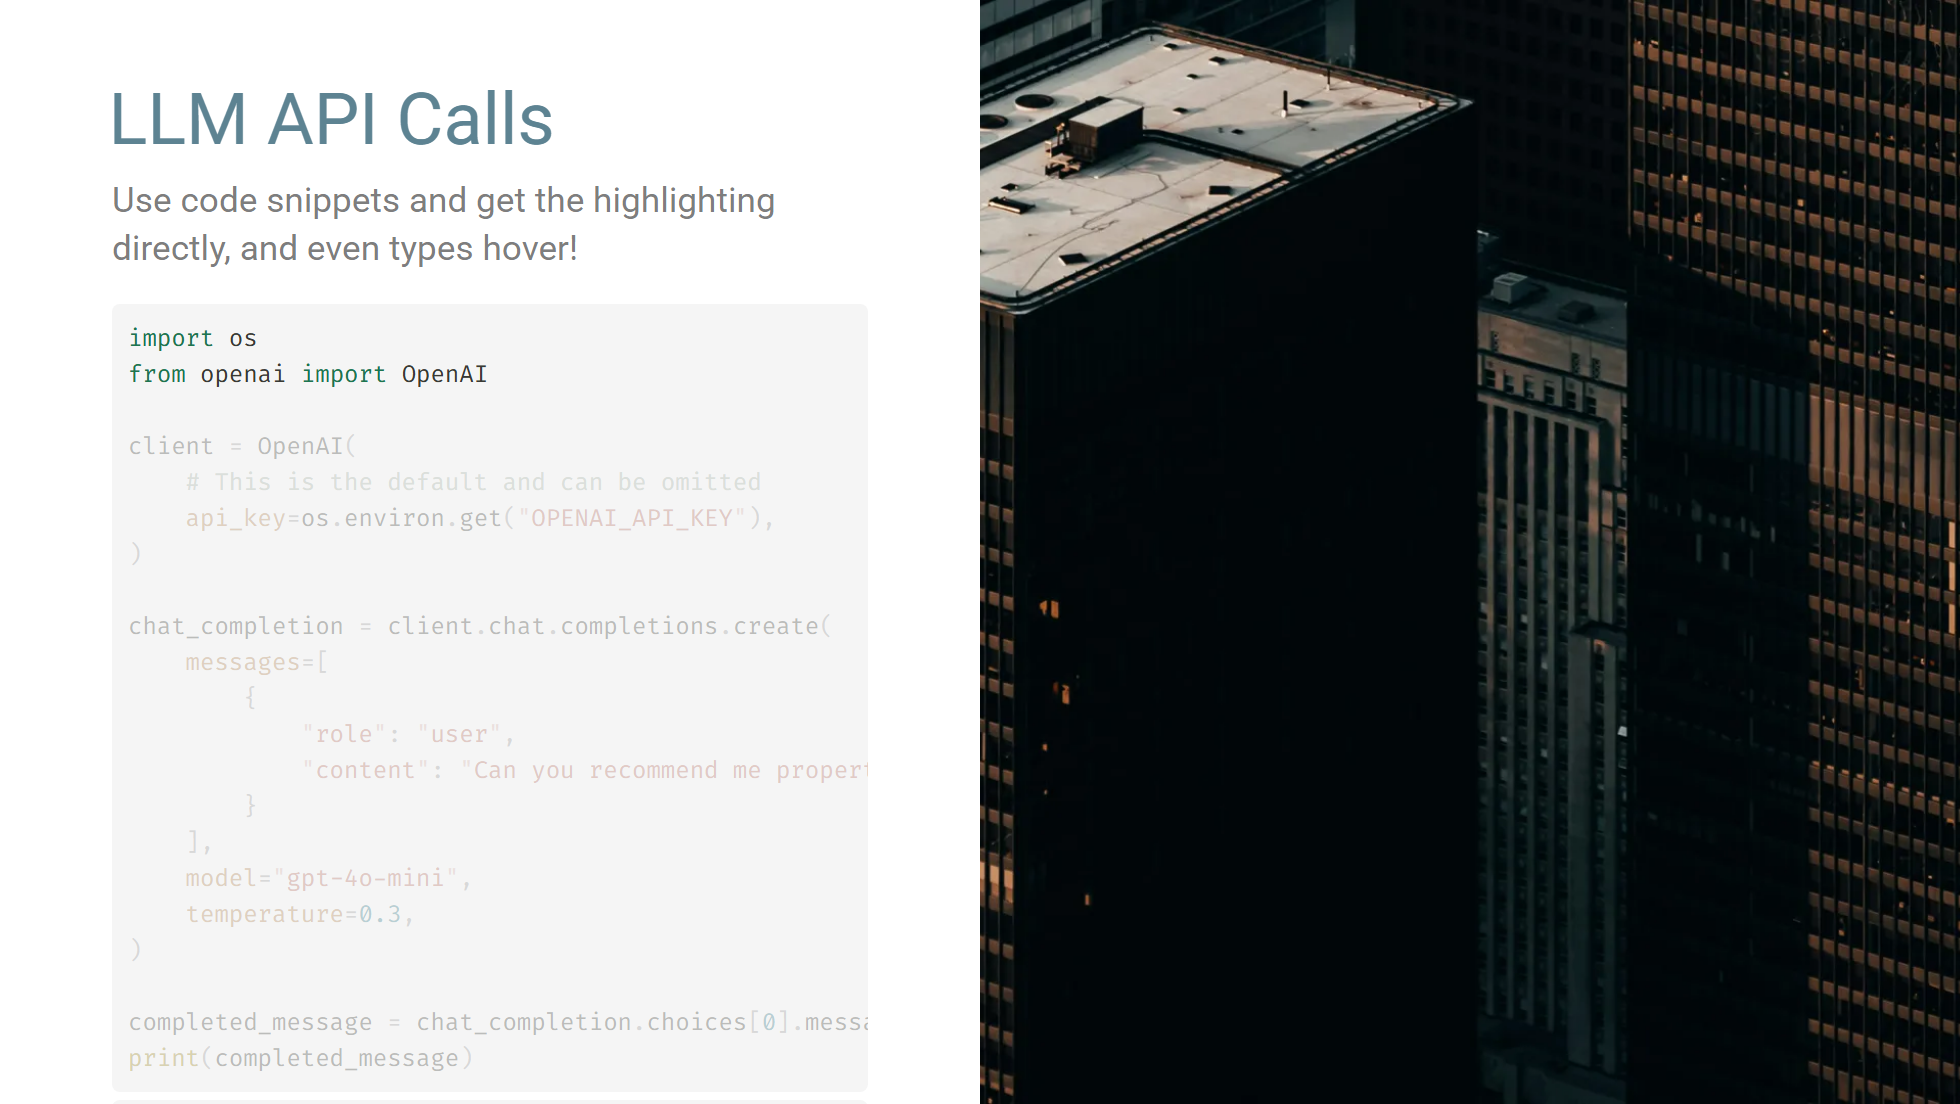 LLM API Calls
Use code snippets and get the highlighting
directly, and even types hover!
import os
from openai import OpenAI
client = OpenAI(
    # This is the default and can be omitted
    api_key=os.environ.get("OPENAI_API_KEY"),
)
chat_completion = client.chat.completions.create(
    messages=[
        {
            "role": "user",
            "content": "Can you recommend me
        }
    ],
    model="gpt-4o-mini",
    temperature=0.3,
)
completed_message = chat_completion.choices[0].
print(completed_message)